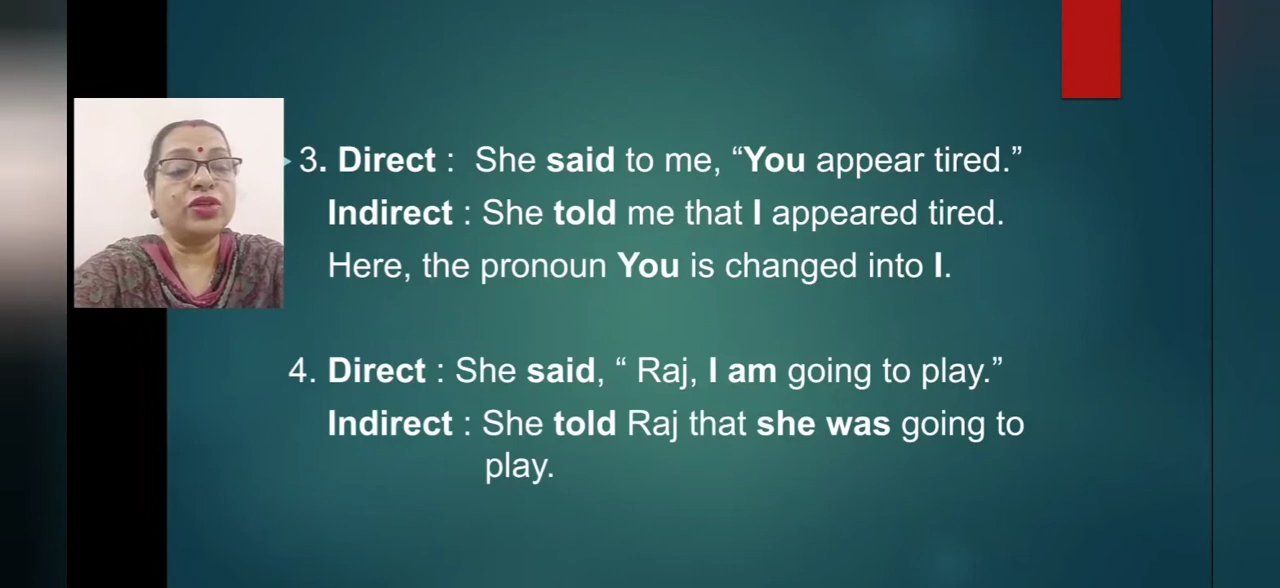 3. Direct : She said to me, “You appear tired.”
Indirect : She told me that I appeared tired.
Here, the pronoun You is changed into I.
4. Direct : She said, “ Raj, I am going to play.”
Indirect : She told Raj that she was going to
play.